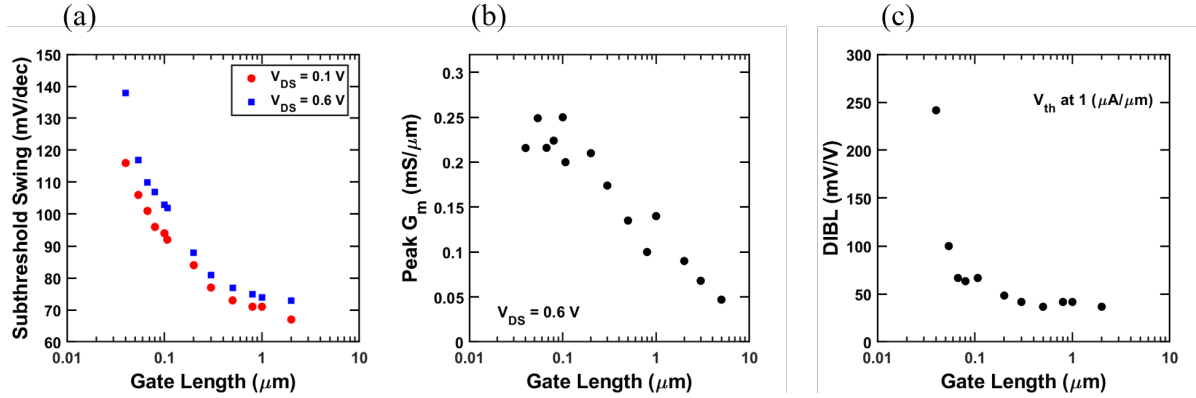 (a)
Subthreshold Swing (mV/dec)
150
140
130
120
110
100
90
80
70
60
V_DS = 0.1 V
V_DS = 0.6 V
0.01
0.1
1
10
Gate Length (μm)
(b)
Peak G_m (mS/μm)
0.3
0.25
0.2
0.15
0.1
0.05
0
V_DS = 0.6 V
0.01
0.1
1
10
Gate Length (μm)
(c)
DIBL (mV/V)
300
250
200
150
100
50
0
V_th at 1 (μA/μm)
0.01
0.1
1
10
Gate Length (μm)